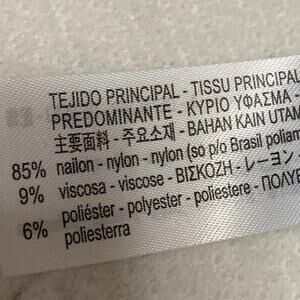 TEJIDO PRINCIPAL - TISSU PRINCIPAL
PREDOMINANTE - ΚΥΡΙΟ ΥΦΑΣΜΑ -
主要面料 - 주요소재 - BAHAN KAIN UTAM
85% nailon - nylon - nylon (so p/o Brasil poliam
9% viscosa - viscose - ΒΙΣΚΟΖΗ - レーヨン
6% poliéster - polyester - poliestere - ΠΟΛΥΕ
poliesterra